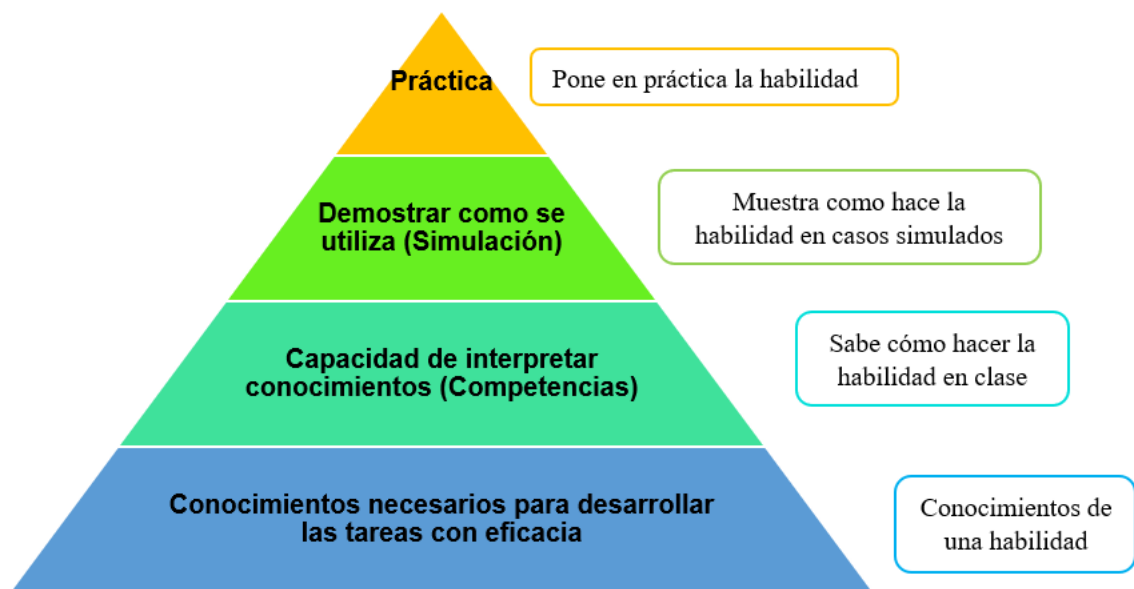 Práctica
Pone en práctica la habilidad
Demostrar como se
utiliza (Simulación)
Muestra como hace la
habilidad en casos simulados
Capacidad de interpretar
conocimientos (Competencias)
Sabe cómo hacer la
habilidad en clase
Conocimientos necesarios para desarrollar
las tareas con eficacia
Conocimientos de
una habilidad